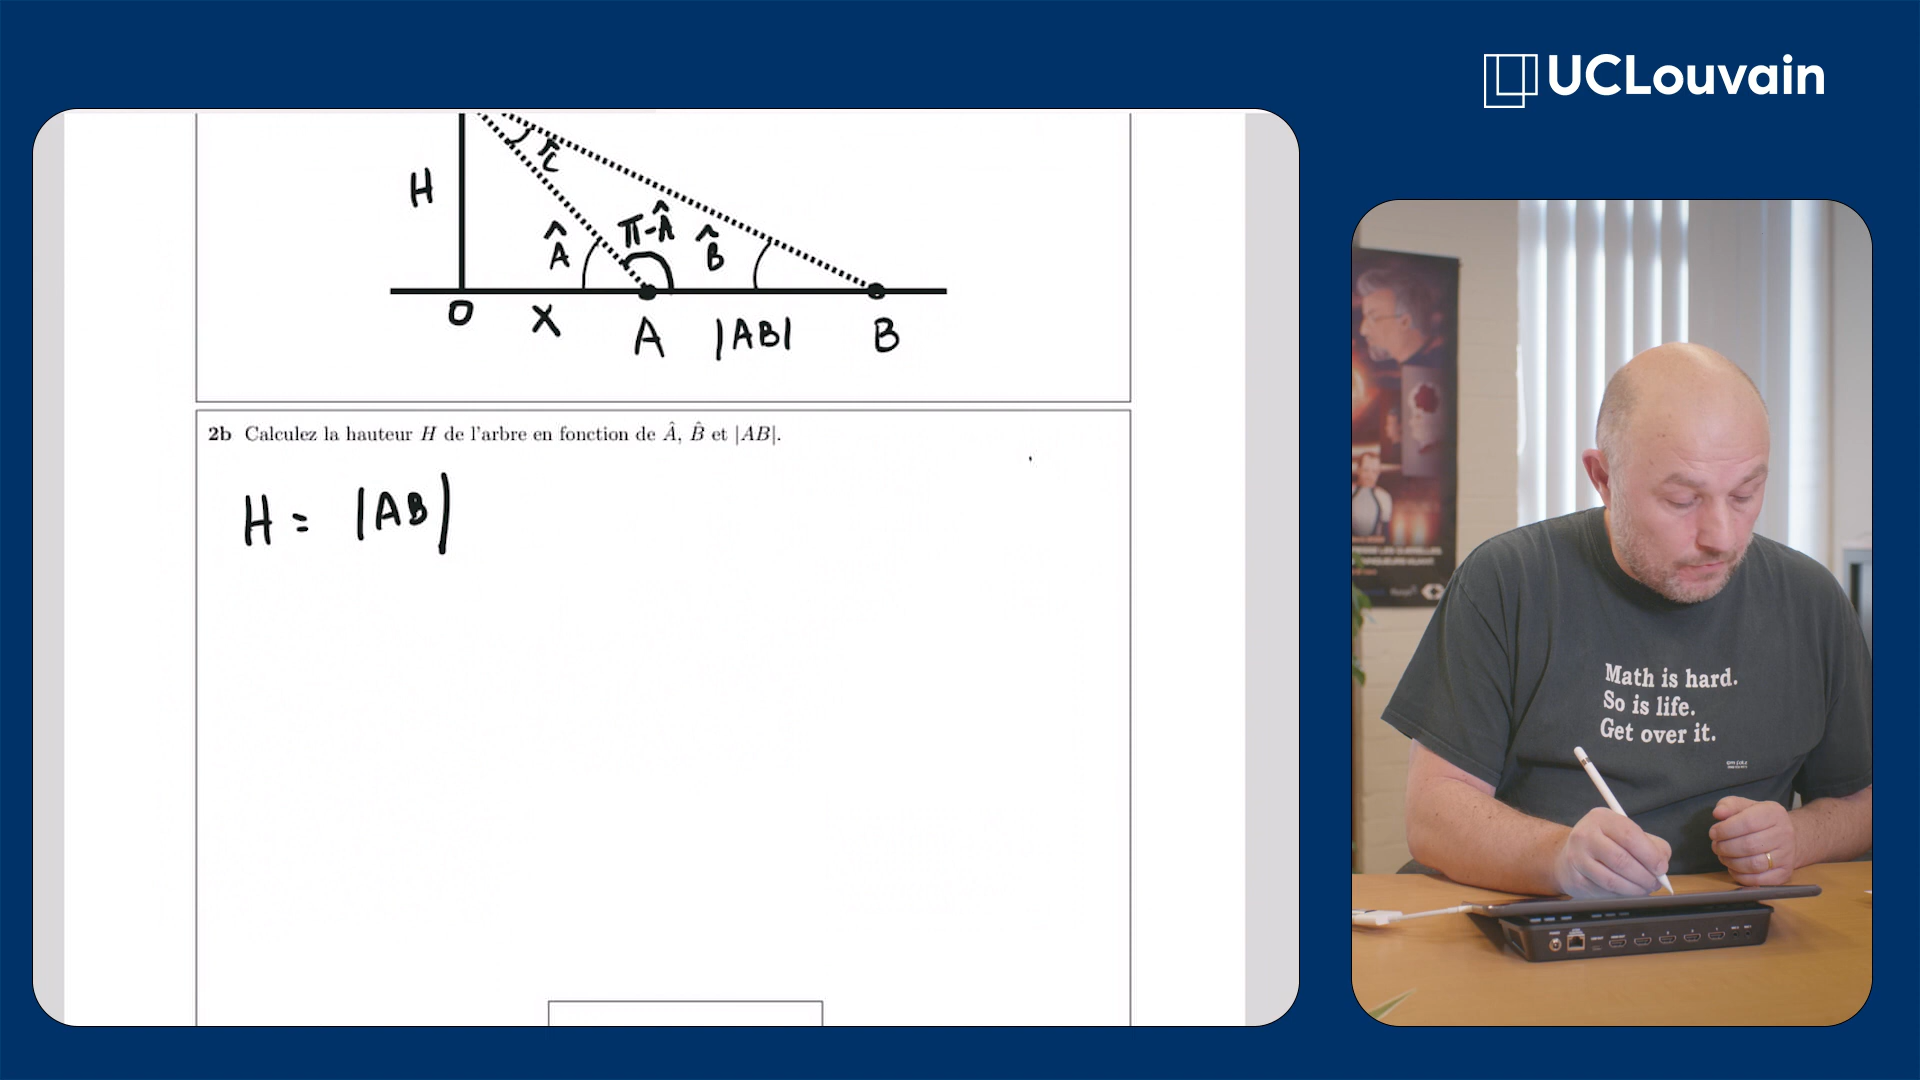 UCLouvain
H
π
Â
π-Â
B̂
O
X
A
|AB|
B
2b Calculez la hauteur H de l'arbre en fonction de Â, B̂ et |AB|.
H = |AB|
Math is hard.
So is life.
Get over it.